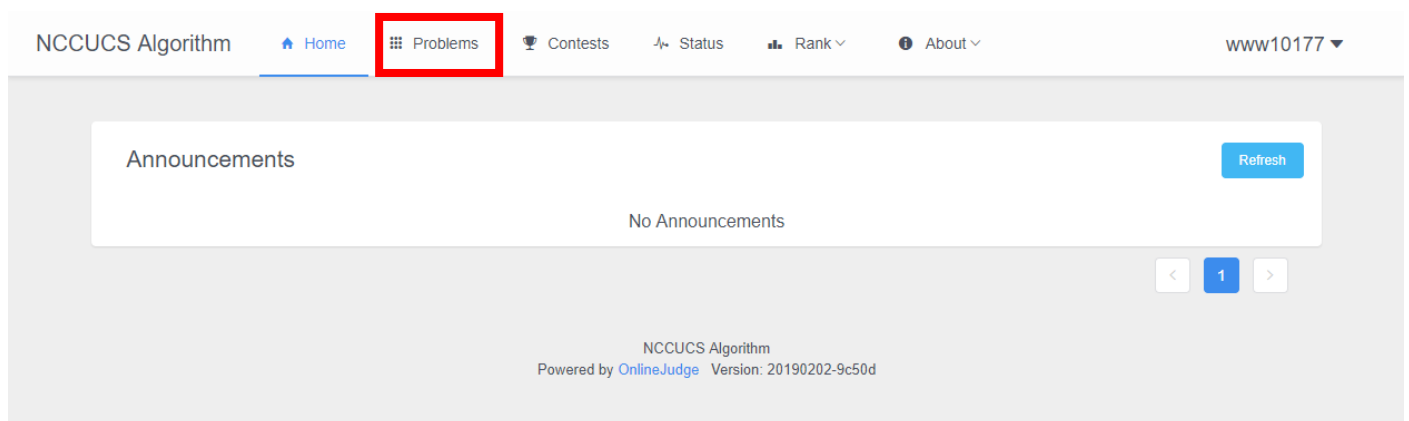 NCCUCS Algorithm Home Problems Contests Status Rank About www10177
Announcements Refresh
No Announcements
1
NCCUCS Algorithm
Powered by OnlineJudge Version: 20190202-9c50d